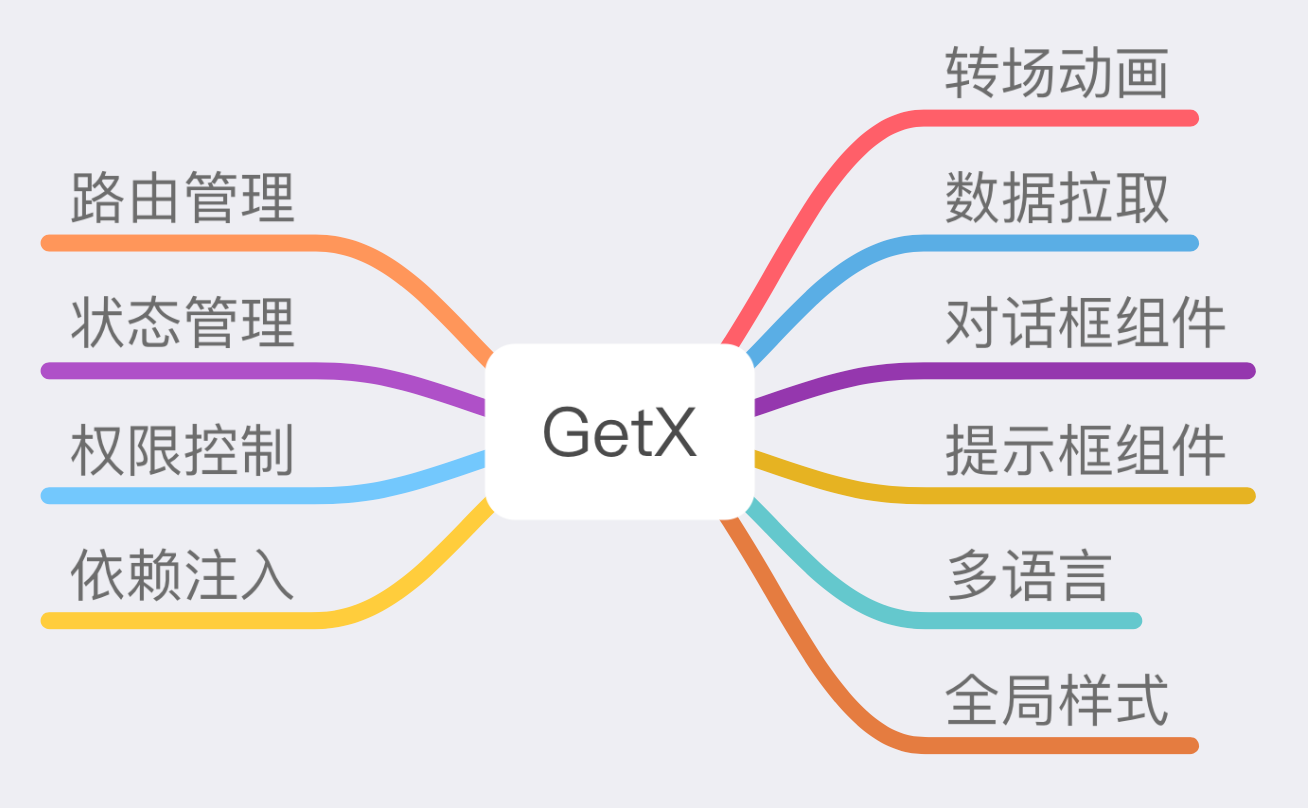 GetX
路由管理
状态管理
权限控制
依赖注入
转场动画
数据拉取
对话框组件
提示框组件
多语言
全局样式